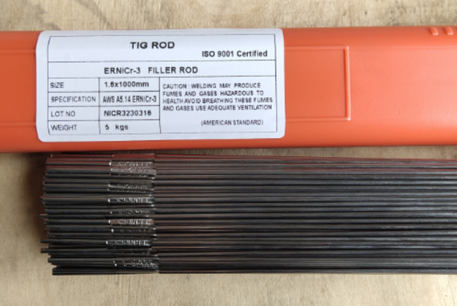 TIG ROD
ISO 9001 Certified
ERNiCr-3 FILLER ROD
SIZE 1.6x1000mm
SPECIFICATION AWS A5.14 ERNiCr-3
LOT NO NICR3230316
WEIGHT 5 kgs
CAUTION : WELDING MAY PRODUCE
FUMES AND GASES HAZARDOUS TO
HEALTH AVOID BREATHING THESE FUMES
AND GASES USE ADEQUATE VENTILATION
(AMERICAN STANDARD)